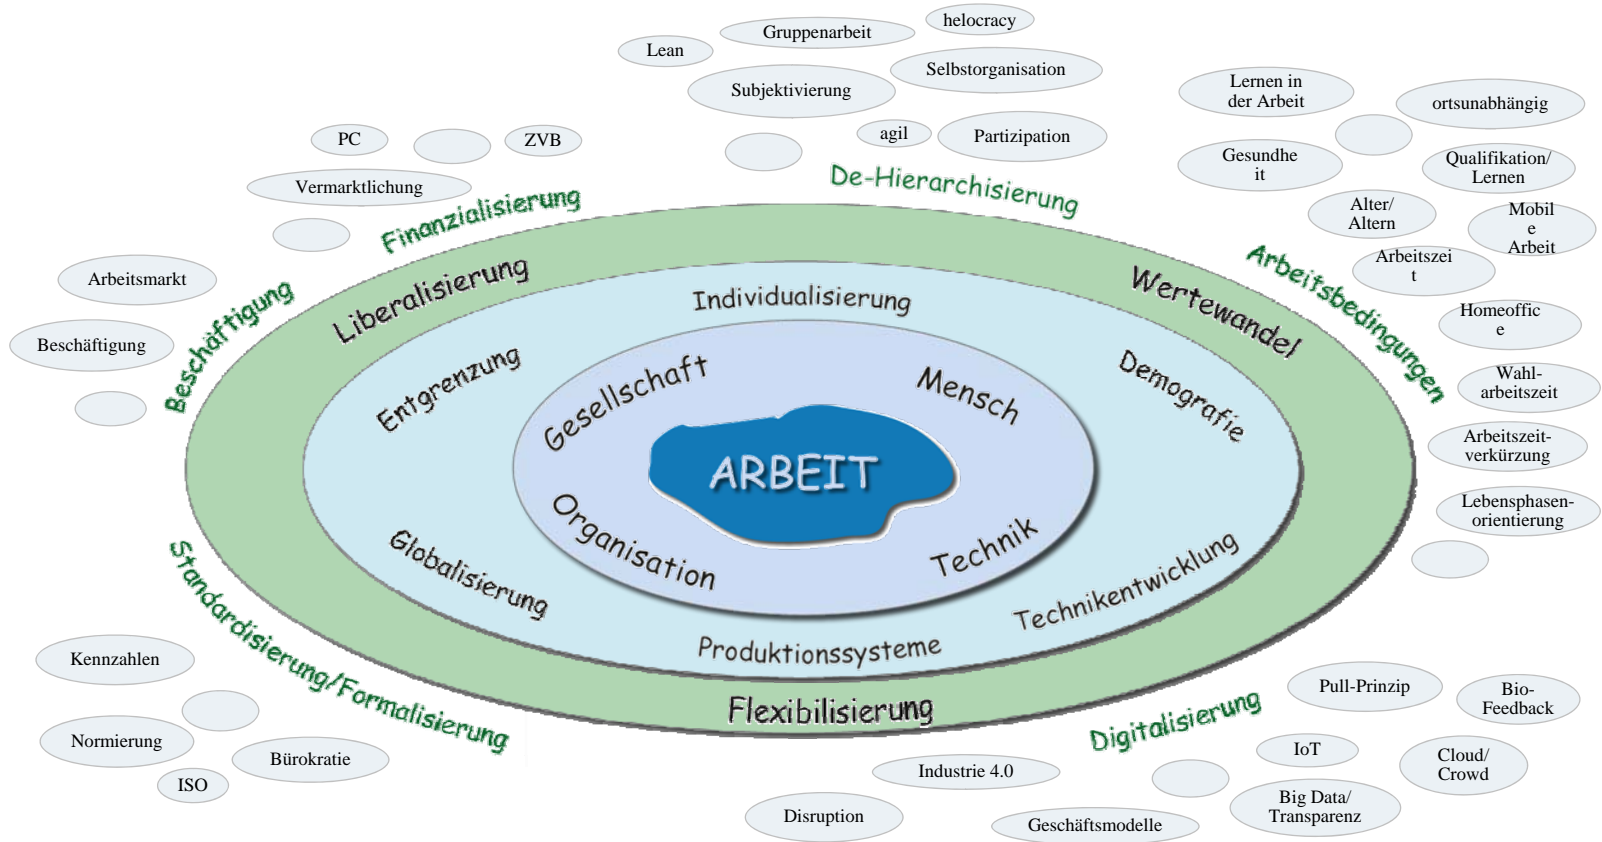 helocracy
Gruppenarbeit
Lean
Selbstorganisation
Subjektivierung
agil
Partizipation
De-Hierarchisierung
PC
ZVB
Vermarktlichung
Finanzialisierung
Lernen in
der Arbeit
ortsunabhängig
Gesundhe
it
Qualifikation/
Lernen
Alter/
Altern
Mobil
e
Arbeit
Arbeitszei
t
Homeoffic
e
Wahl-
arbeitszeit
Arbeitszeit-
verkürzung
Lebensphasen-
orientierung
Arbeitsbedingungen
Arbeitsmarkt
Beschäftigung
Beschäftigung
Liberalisierung
Wertewandel
Individualisierung
Entgrenzung
Demografie
Gesellschaft
Mensch
ARBEIT
Organisation
Technik
Globalisierung
Technikentwicklung
Produktionssysteme
Flexibilisierung
Standardisierung/Formalisierung
Kennzahlen
Normierung
Bürokratie
ISO
Digitalisierung
Pull-Prinzip
Bio-
Feedback
IoT
Cloud/
Crowd
Industrie 4.0
Big Data/
Transparenz
Disruption
Geschäftsmodelle